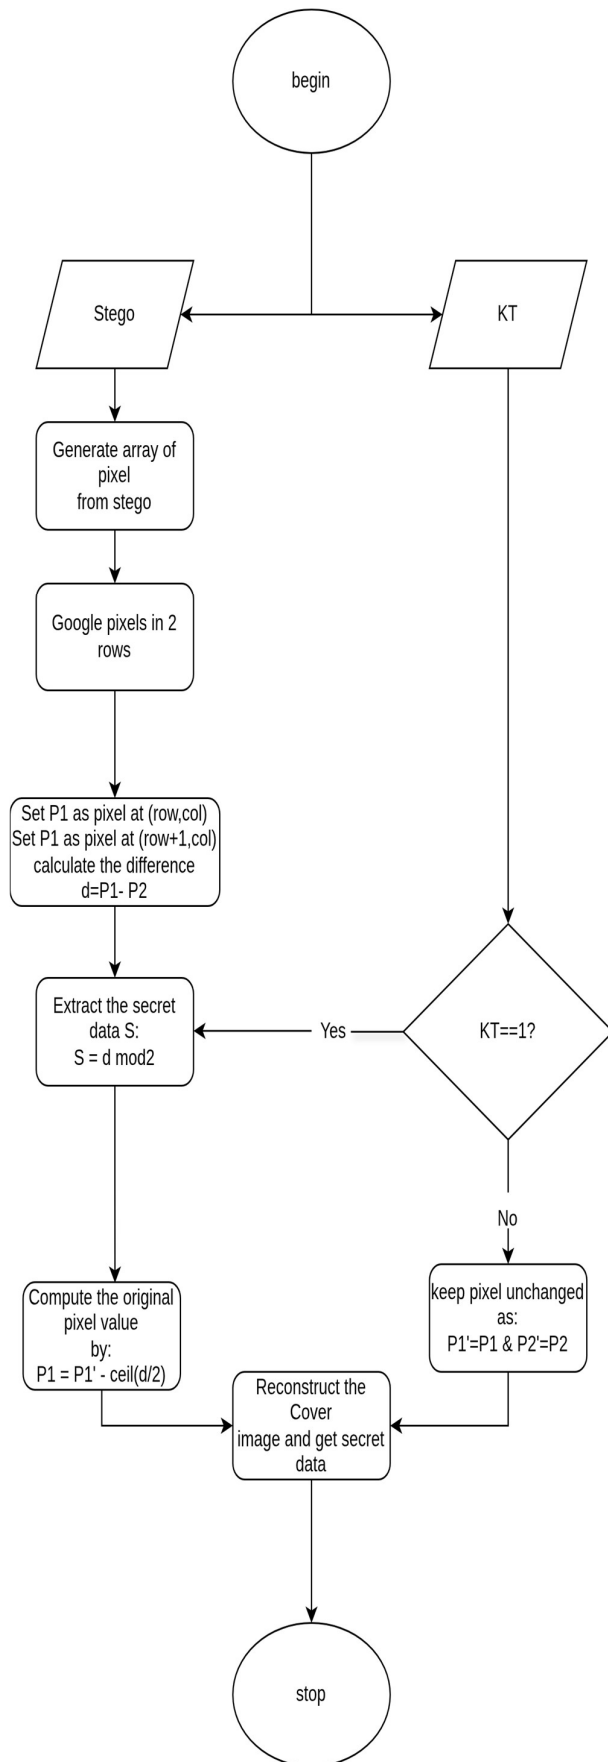 begin
Stego
KT
Generate array of
pixel
from stego
Google pixels in 2
rows
Set P1 as pixel at (row,col)
Set P1 as pixel at (row+1,col)
calculate the difference
d=P1- P2
Extract the secret
data S:
S = d mod2
Yes
KT==1?
No
Compute the original
pixel value
by:
P1 = P1' - ceil(d/2)
keep pixel unchanged
as:
P1'=P1 & P2'=P2
Reconstruct the
Cover
image and get secret
data
stop